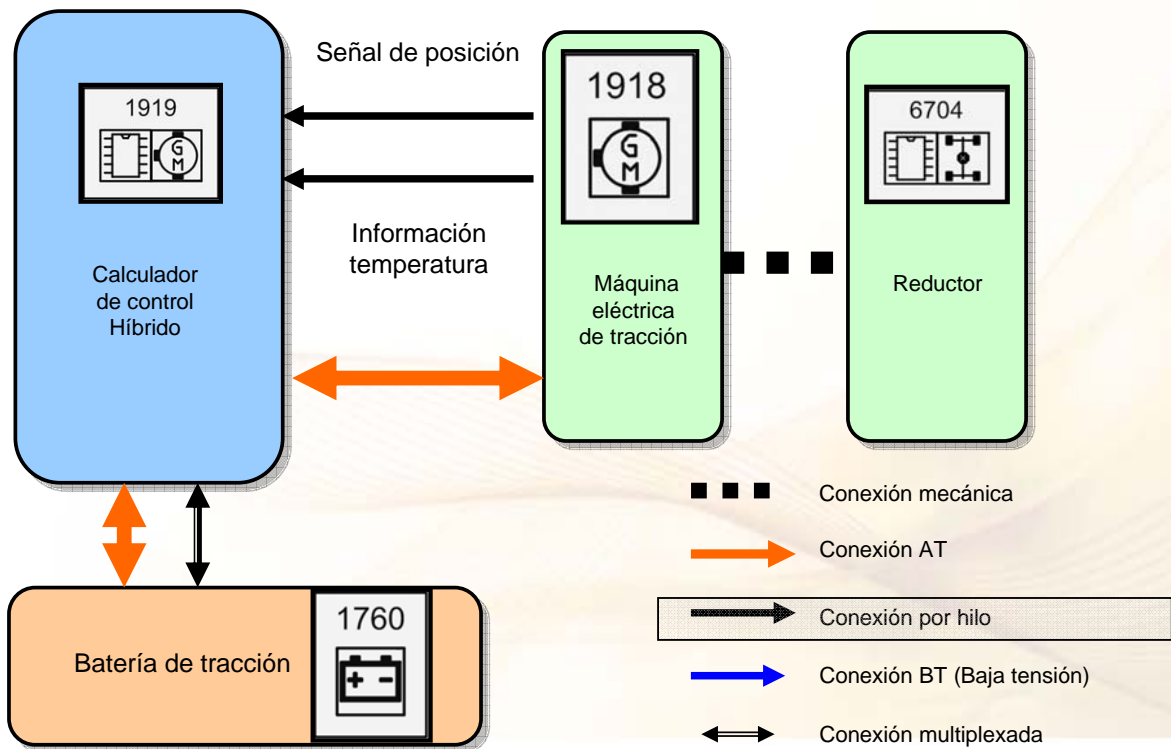 Señal de posición
1919
G
M
Calculador
de control
Híbrido
Información
temperatura
1918
G
M
Máquina
eléctrica
de tracción
6704
Reductor
Batería de tracción
1760
+ -
Conexión mecánica
Conexión AT
Conexión por hilo
Conexión BT (Baja tensión)
Conexión multiplexada